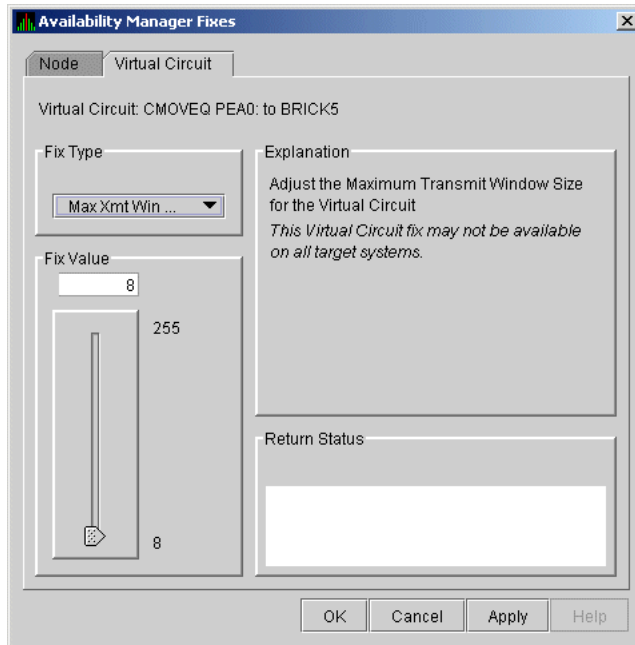 Availability Manager Fixes
Node
Virtual Circuit
Virtual Circuit: CMOVEQ PEA0: to BRICK5
Fix Type
Max Xmt Win ...
Explanation
Adjust the Maximum Transmit Window Size
for the Virtual Circuit
This Virtual Circuit fix may not be available
on all target systems.
Fix Value
8
255
8
Return Status
OK
Cancel
Apply
Help